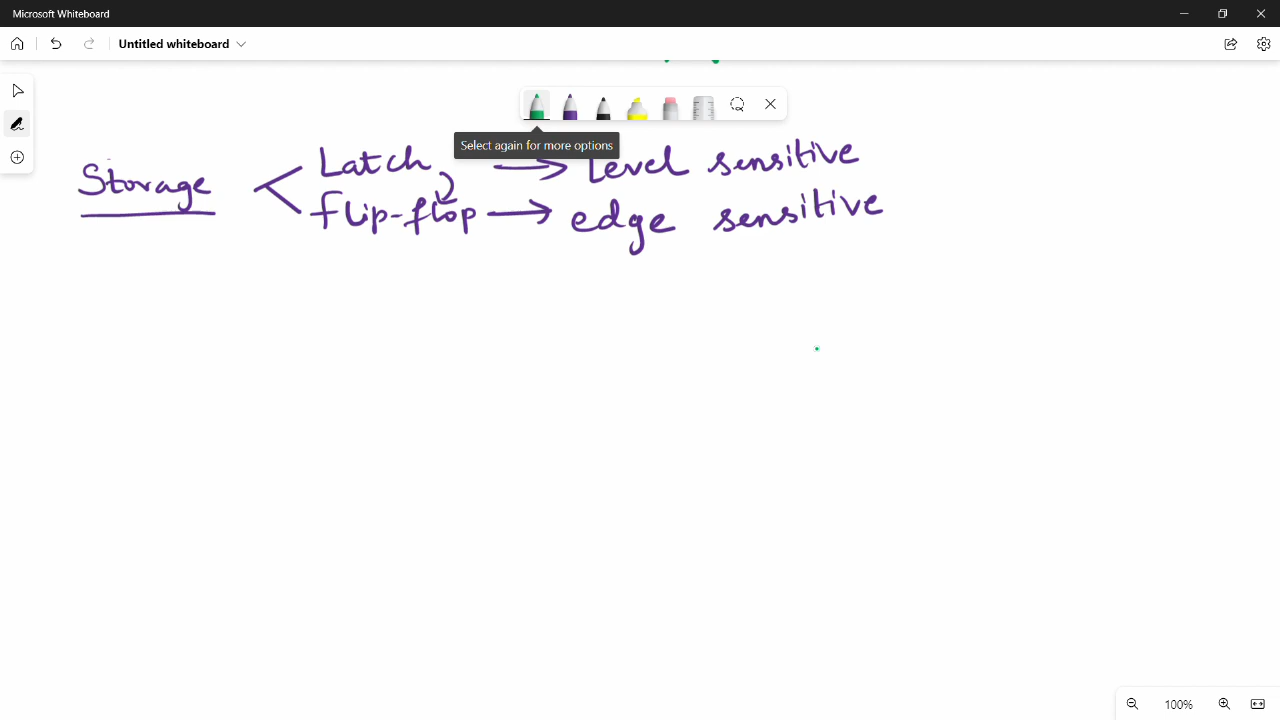 Microsoft Whiteboard
Untitled whiteboard
Select again for more options
Storage
Latch → level sensitive
flip-flop → edge sensitive
100%